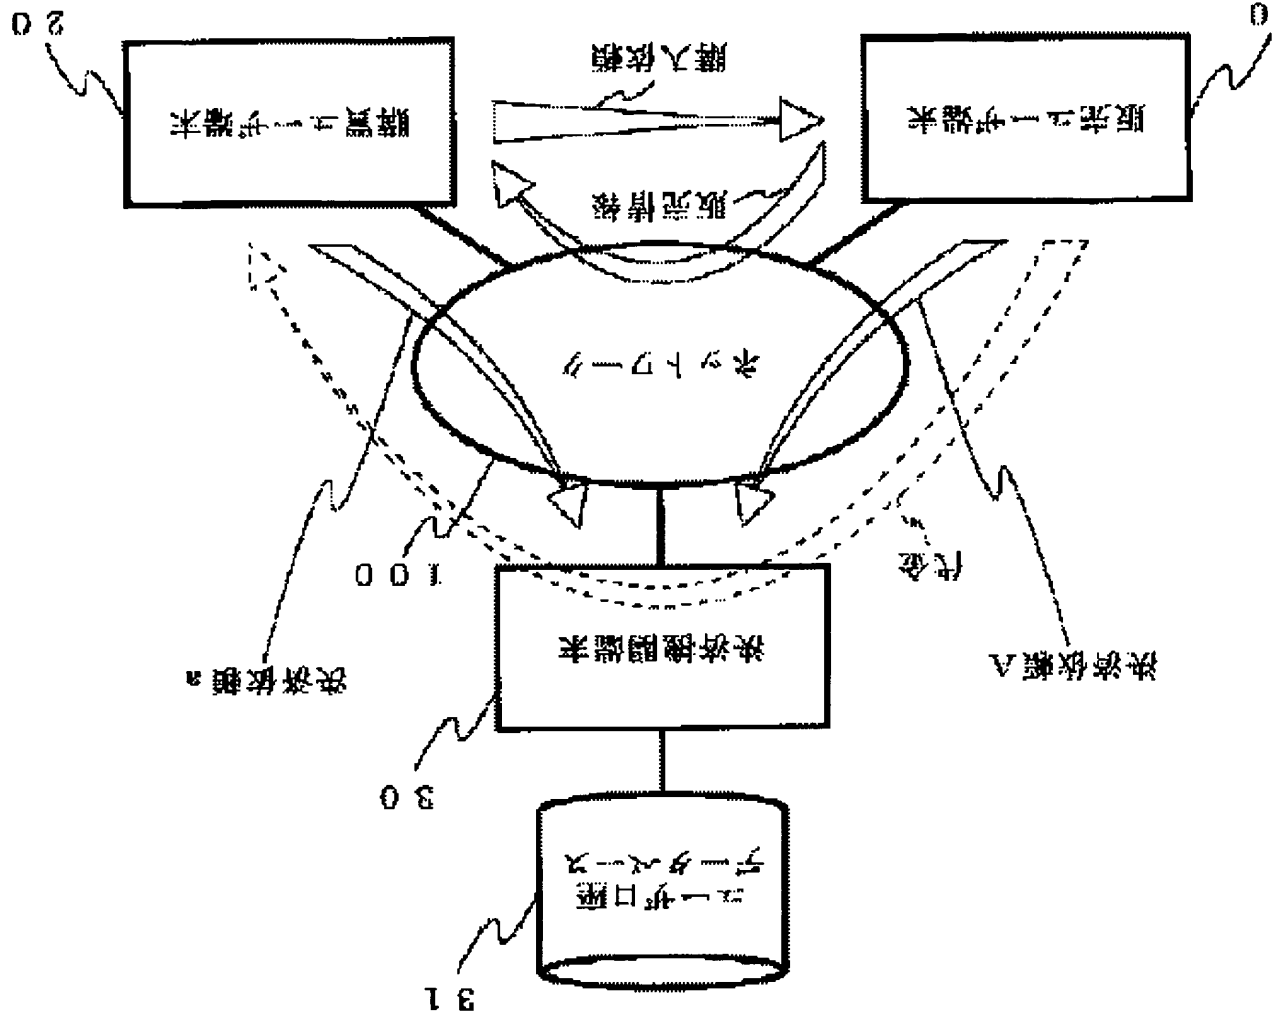 ３１
ユーザ口座
データベース
３０
決済依頼Ａ
決済機関端末
決済依頼ａ
代金
１００
ネットワーク
販売情報
販売ユーザ端末
購買ユーザ端末
購入依頼
０
２０